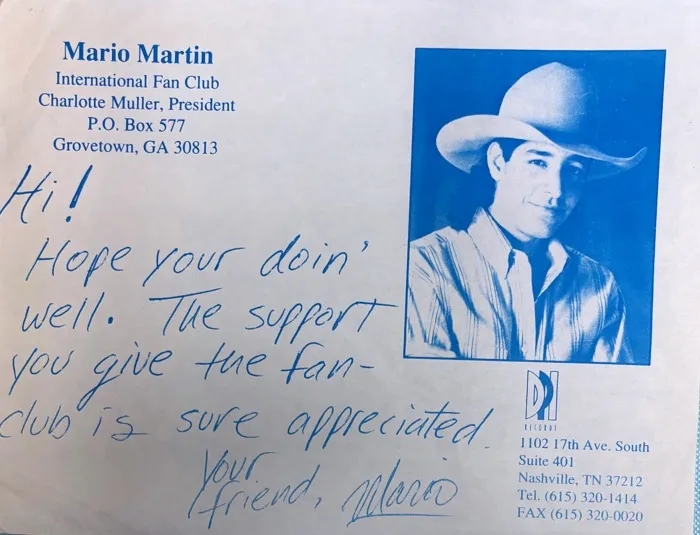 Mario Martin
International Fan Club
Charlotte Muller, President
P.O. Box 577
Grovetown, GA 30813
Hi!
Hope your doin'
well. The support
you give the fan-
club is sure appreciated.
Your
friend, Mario
DPI
RECORDS
1102 17th Ave. South
Suite 401
Nashville, TN 37212
Tel. (615) 320-1414
FAX (615) 320-0020